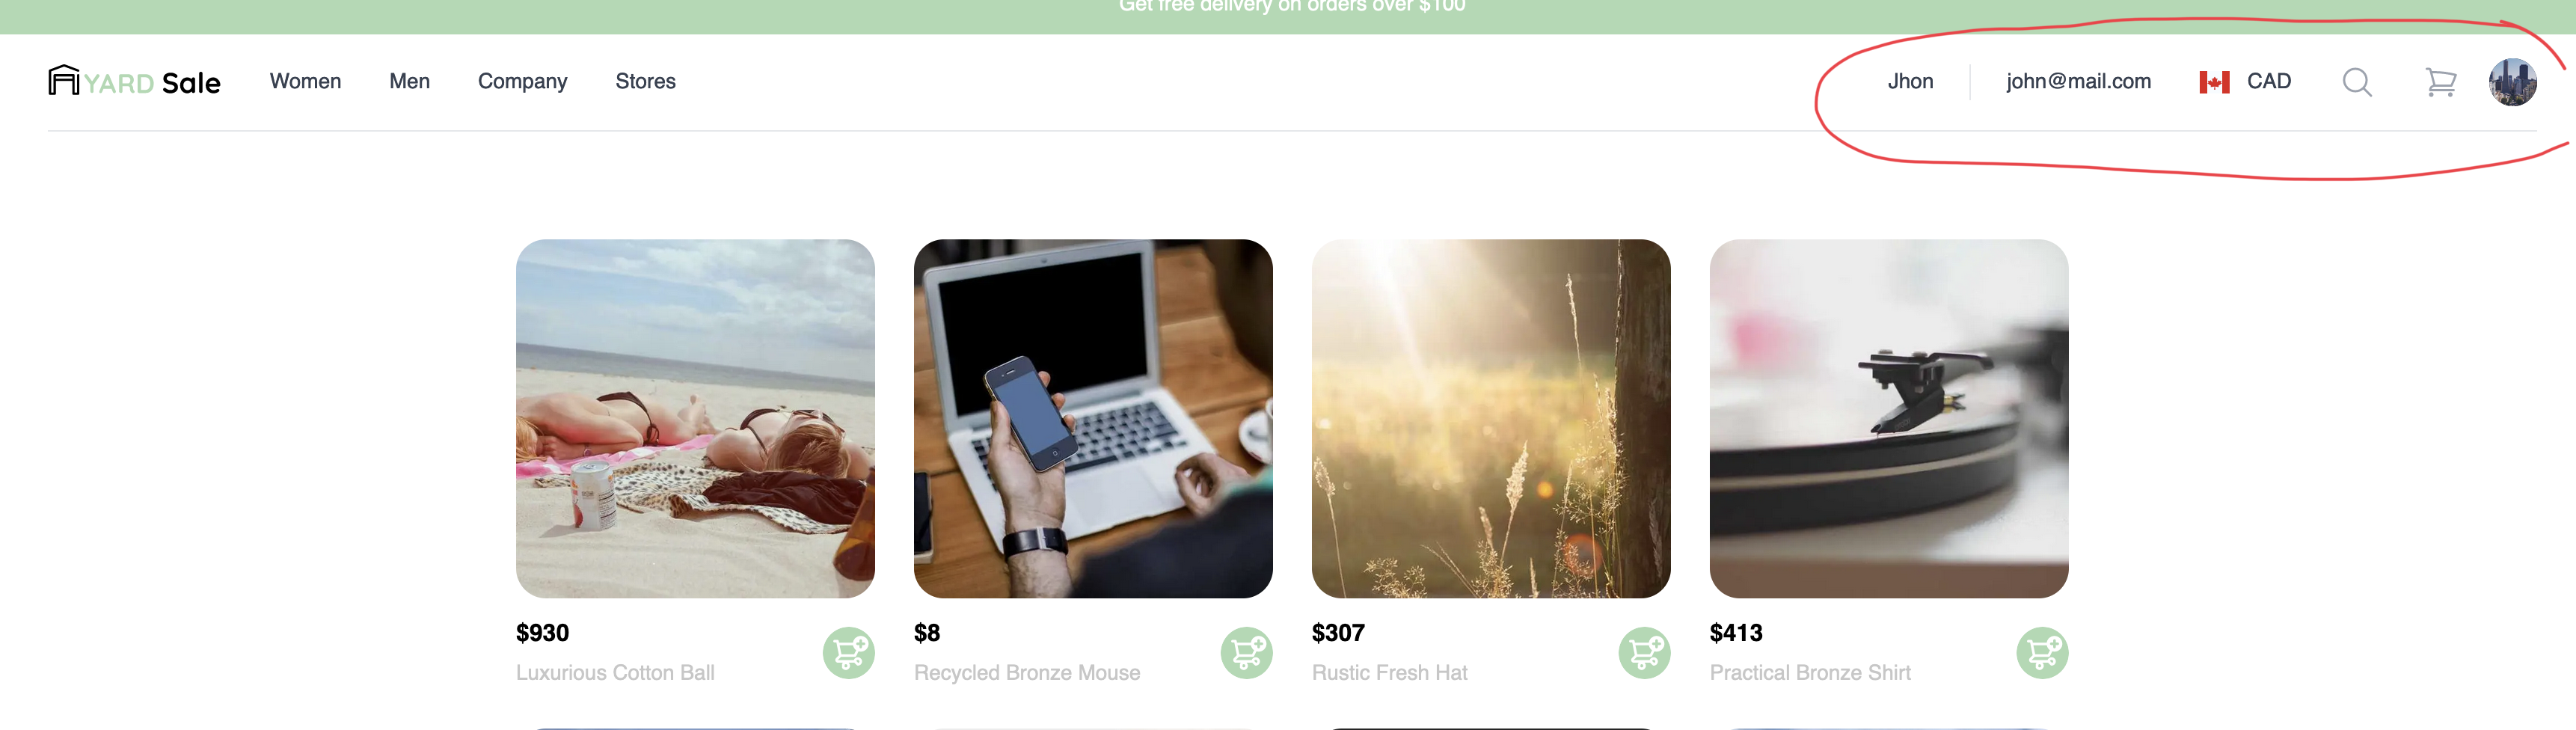 Get free delivery on orders over $100
YARD Sale Women Men Company Stores Jhon john@mail.com CAD
$930 $8 $307 $413
Luxurious Cotton Ball Recycled Bronze Mouse Rustic Fresh Hat Practical Bronze Shirt